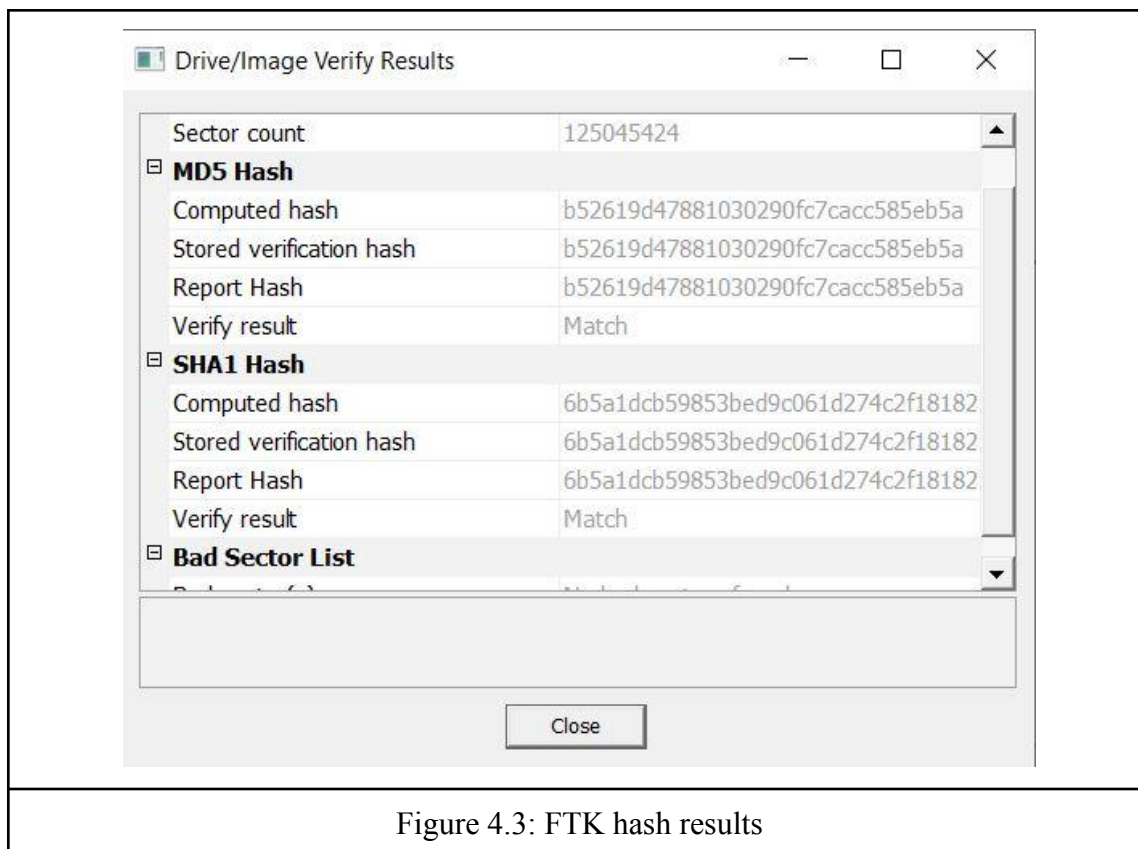 Drive/Image Verify Results
Sector count 125045424
MD5 Hash
Computed hash b52619d47881030290fc7cacc585eb5a
Stored verification hash b52619d47881030290fc7cacc585eb5a
Report Hash b52619d47881030290fc7cacc585eb5a
Verify result Match
SHA1 Hash
Computed hash 6b5a1dcb59853bed9c061d274c2f18182
Stored verification hash 6b5a1dcb59853bed9c061d274c2f18182
Report Hash 6b5a1dcb59853bed9c061d274c2f18182
Verify result Match
Bad Sector List
Close
Figure 4.3: FTK hash results